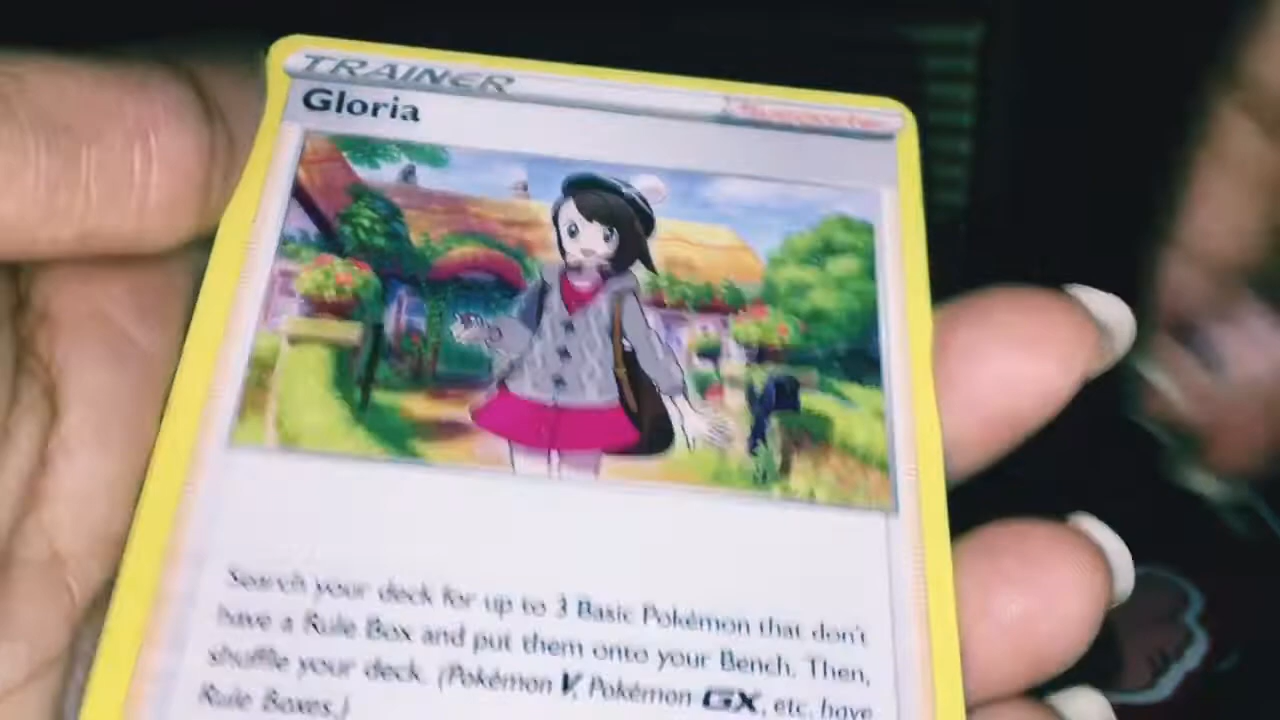 TRAINER
Supporter
Gloria
Search your deck for up to 3 Basic Pokémon that don't
have a Rule Box and put them onto your Bench. Then,
shuffle your deck. (Pokémon V, Pokémon GX, etc. have
Rule Boxes.)